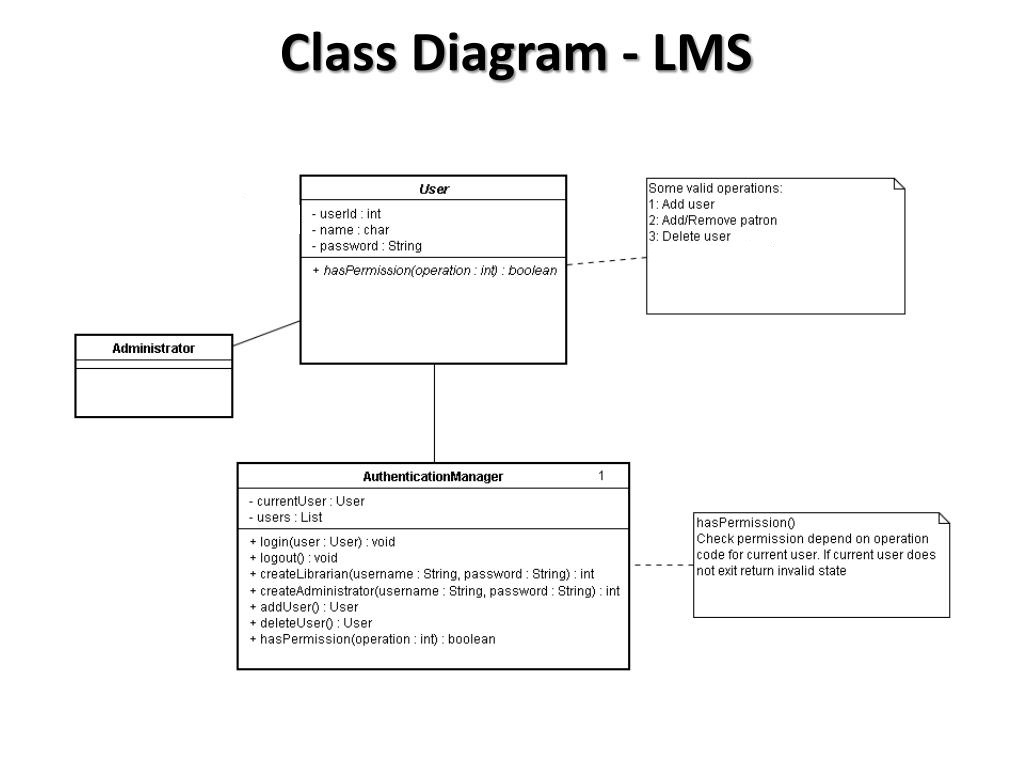 Class Diagram - LMS
User
- userId : int
- name : char
- password : String
+ hasPermission(operation : int) : boolean
Some valid operations:
1: Add user
2: Add/Remove patron
3: Delete user
Administrator
AuthenticationManager 1
- currentUser : User
- users : List
+ login(user : User) : void
+ logout() : void
+ createLibrarian(username : String, password : String) : int
+ createAdministrator(username : String, password : String) : int
+ addUser() : User
+ deleteUser() : User
+ hasPermission(operation : int) : boolean
hasPermission()
Check permission depend on operation
code for current user. If current user does
not exit return invalid state